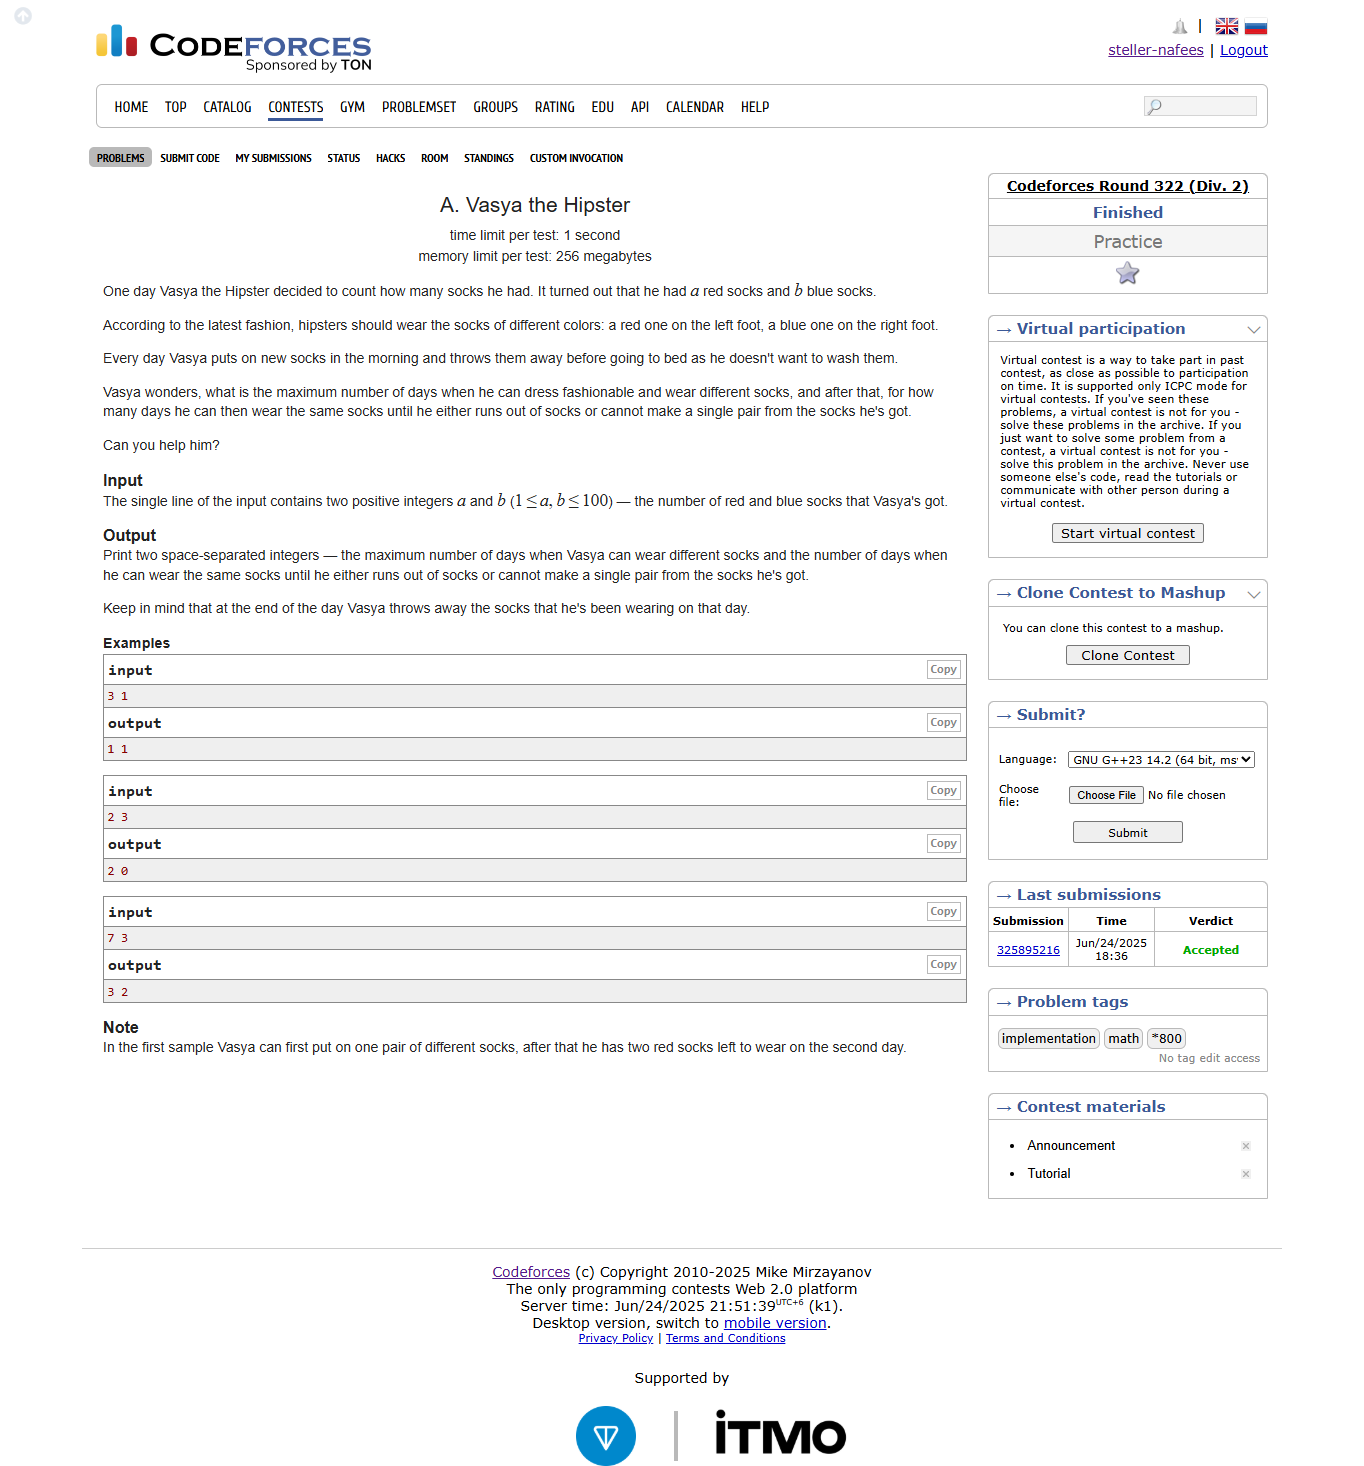 CODEFORCES
Sponsored by TON
steller-nafees | Logout
HOME TOP CATALOG CONTESTS GYM PROBLEMSET GROUPS RATING EDU API CALENDAR HELP
PROBLEMS SUBMIT CODE MY SUBMISSIONS STATUS HACKS ROOM STANDINGS CUSTOM INVOCATION
A. Vasya the Hipster
time limit per test: 1 second
memory limit per test: 256 megabytes
One day Vasya the Hipster decided to count how many socks he had. It turned out that he had a red socks and b blue socks.
According to the latest fashion, hipsters should wear the socks of different colors: a red one on the left foot, a blue one on the right foot.
Every day Vasya puts on new socks in the morning and throws them away before going to bed as he doesn't want to wash them.
Vasya wonders, what is the maximum number of days when he can dress fashionable and wear different socks, and after that, for how
many days he can then wear the same socks until he either runs out of socks or cannot make a single pair from the socks he's got.
Can you help him?
Input
The single line of the input contains two positive integers a and b (1 ≤ a, b ≤ 100) — the number of red and blue socks that Vasya's got.
Output
Print two space-separated integers — the maximum number of days when Vasya can wear different socks and the number of days when
he can wear the same socks until he either runs out of socks or cannot make a single pair from the socks he's got.
Keep in mind that at the end of the day Vasya throws away the socks that he's been wearing on that day.
Examples
input Copy
3 1
output Copy
1 1
input Copy
2 3
output Copy
2 0
input Copy
7 3
output Copy
3 2
Note
In the first sample Vasya can first put on one pair of different socks, after that he has two red socks left to wear on the second day.
Codeforces Round 322 (Div. 2)
Finished
Practice
→ Virtual participation
Virtual contest is a way to take part in past
contest, as close as possible to participation
on time. It is supported only ICPC mode for
virtual contests. If you've seen these
problems, a virtual contest is not for you -
solve these problems in the archive. If you
just want to solve some problem from a
contest, a virtual contest is not for you -
solve this problem in the archive. Never use
someone else's code, read the tutorials or
communicate with other person during a
virtual contest.
Start virtual contest
→ Clone Contest to Mashup
You can clone this contest to a mashup.
Clone Contest
→ Submit?
Language: GNU G++23 14.2 (64 bit, ms
Choose
file: Choose File No file chosen
Submit
→ Last submissions
Submission Time Verdict
325895216 Jun/24/2025
18:36 Accepted
→ Problem tags
implementation math *800
No tag edit access
→ Contest materials
• Announcement
• Tutorial
Codeforces (c) Copyright 2010-2025 Mike Mirzayanov
The only programming contests Web 2.0 platform
Server time: Jun/24/2025 21:51:39UTC+6 (k1).
Desktop version, switch to mobile version.
Privacy Policy | Terms and Conditions
Supported by
iTMO